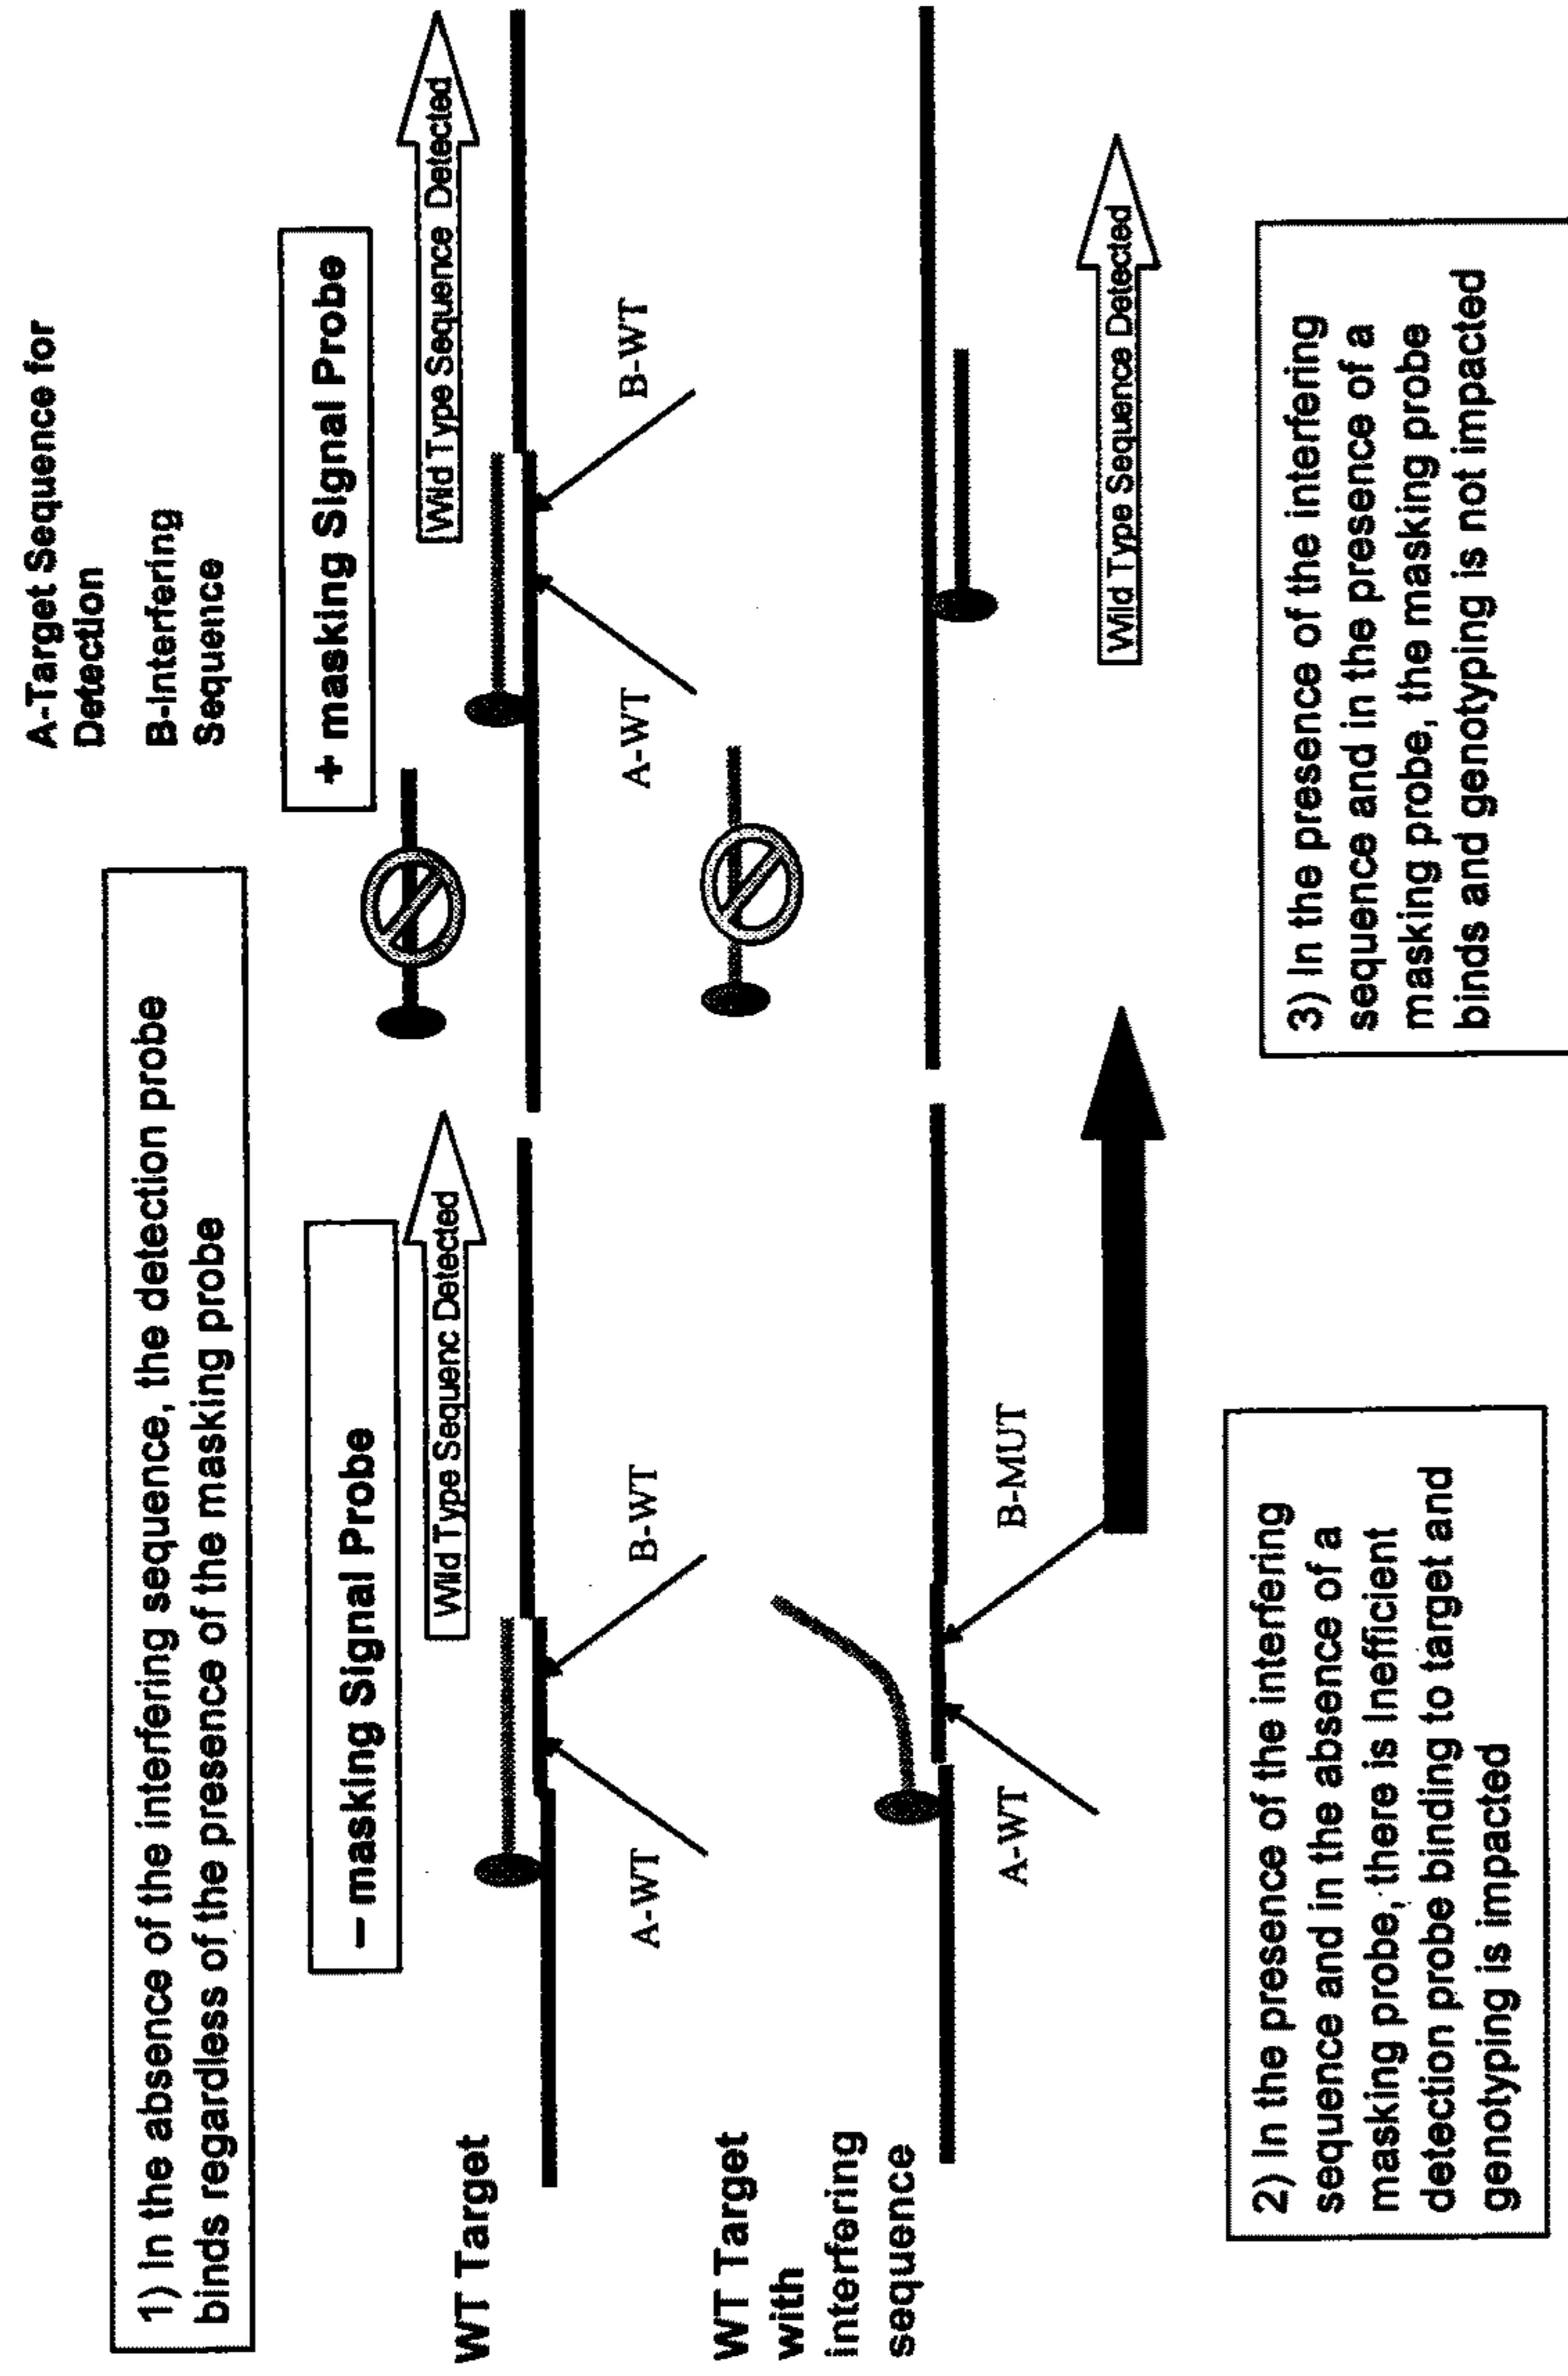 A-Target Sequence for
Detection
B-Interfering
Sequence
1) In the absence of the interfering sequence, the detection probe
binds regardless of the presence of the masking probe
– masking Signal Probe
+ masking Signal Probe
WT Target
Wild Type Sequenc Detected
Wild Type Sequence Detected
A-WT
B-WT
A-WT
B-WT
WT Target
with
interfering
sequence
A-WT
B-MUT
Wild Type Sequence Detected
2) In the presence of the interfering
sequence and in the absence of a
masking probe, there is Inefficient
detection probe binding to target and
genotyping is impacted
3) In the presence of the interfering
sequence and in the presence of a
masking probe, the masking probe
binds and genotyping is not impacted